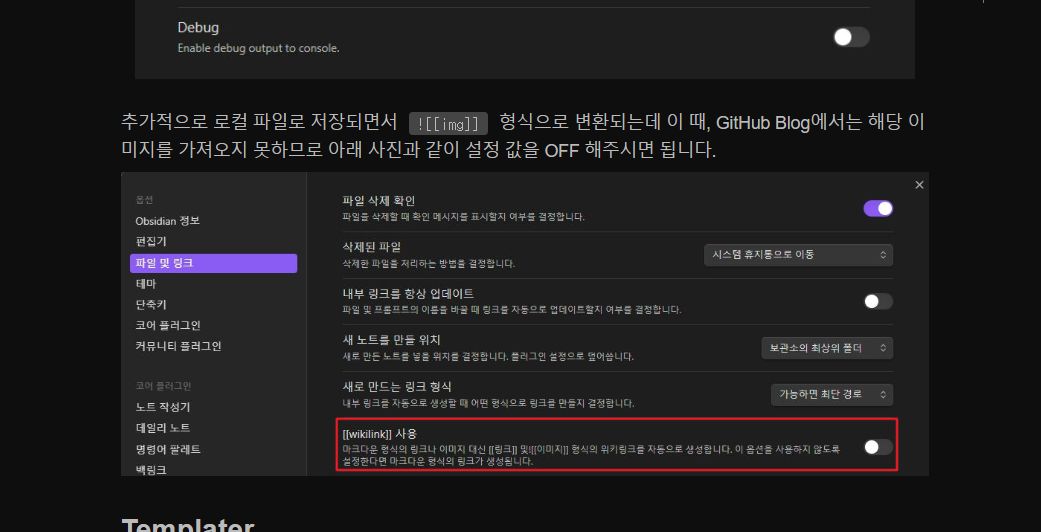 Debug
Enable debug output to console.
추가적으로 로컬 파일로 저장되면서 ![[img]] 형식으로 변환되는데 이 때, GitHub Blog에서는 해당 이
미지를 가져오지 못하므로 아래 사진과 같이 설정 값을 OFF 해주시면 됩니다.
옵션
Obsidian 정보
편집기
파일 및 링크
테마
단축키
코어 플러그인
커뮤니티 플러그인
코어 플러그인
노트 작성기
데일리 노트
명령어 팔레트
백링크
파일 삭제 확인
파일을 삭제할 때 확인 메시지를 표시할지 여부를 결정합니다.
삭제된 파일
삭제한 파일을 처리하는 방법을 결정합니다.
시스템 휴지통으로 이동
내부 링크를 항상 업데이트
파일 및 프롬프트의 이름을 바꿀 때 링크를 자동으로 업데이트할지 여부를 결정합니다.
새 노트를 만들 위치
새로 만든 노트를 넣을 위치를 결정합니다. 플러그인 설정으로 덮어씁니다.
보관소의 최상위 폴더
새로 만드는 링크 형식
내부 링크를 자동으로 생성할 때 어떤 형식으로 링크를 만들지 결정합니다.
가능하면 최단 경로
[[wikilink]] 사용
마크다운 형식의 링크나 이미지 대신 [[링크]] 및![[이미지]] 형식의 위키링크를 자동으로 생성합니다. 이 옵션을 사용하지 않도록
설정한다면 마크다운 형식의 링크가 생성됩니다.
Templater